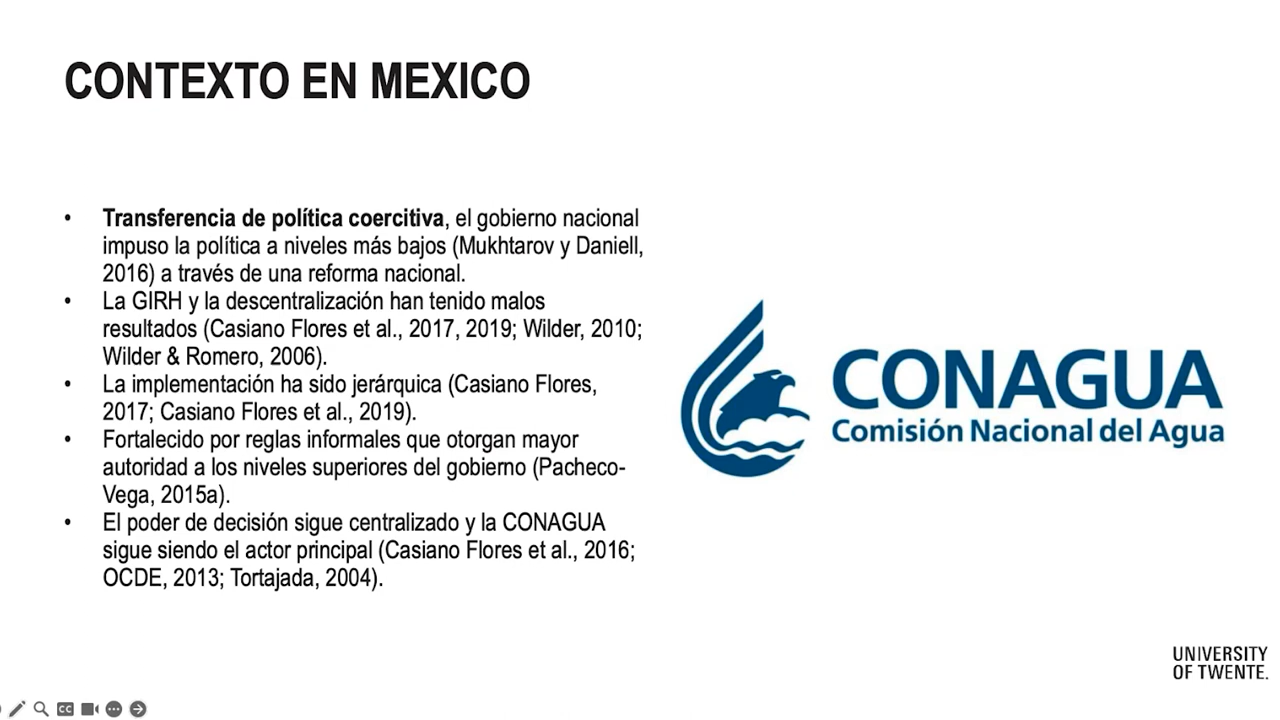 CONTEXTO EN MEXICO
• Transferencia de política coercitiva, el gobierno nacional
impuso la política a niveles más bajos (Mukhtarov y Daniell,
2016) a través de una reforma nacional.
• La GIRH y la descentralización han tenido malos
resultados (Casiano Flores et al., 2017, 2019; Wilder, 2010;
Wilder & Romero, 2006).
• La implementación ha sido jerárquica (Casiano Flores,
2017; Casiano Flores et al., 2019).
• Fortalecido por reglas informales que otorgan mayor
autoridad a los niveles superiores del gobierno (Pacheco-
Vega, 2015a).
• El poder de decisión sigue centralizado y la CONAGUA
sigue siendo el actor principal (Casiano Flores et al., 2016;
OCDE, 2013; Tortajada, 2004).
CONAGUA
Comisión Nacional del Agua
UNIVERSITY
OF TWENTE.
CC